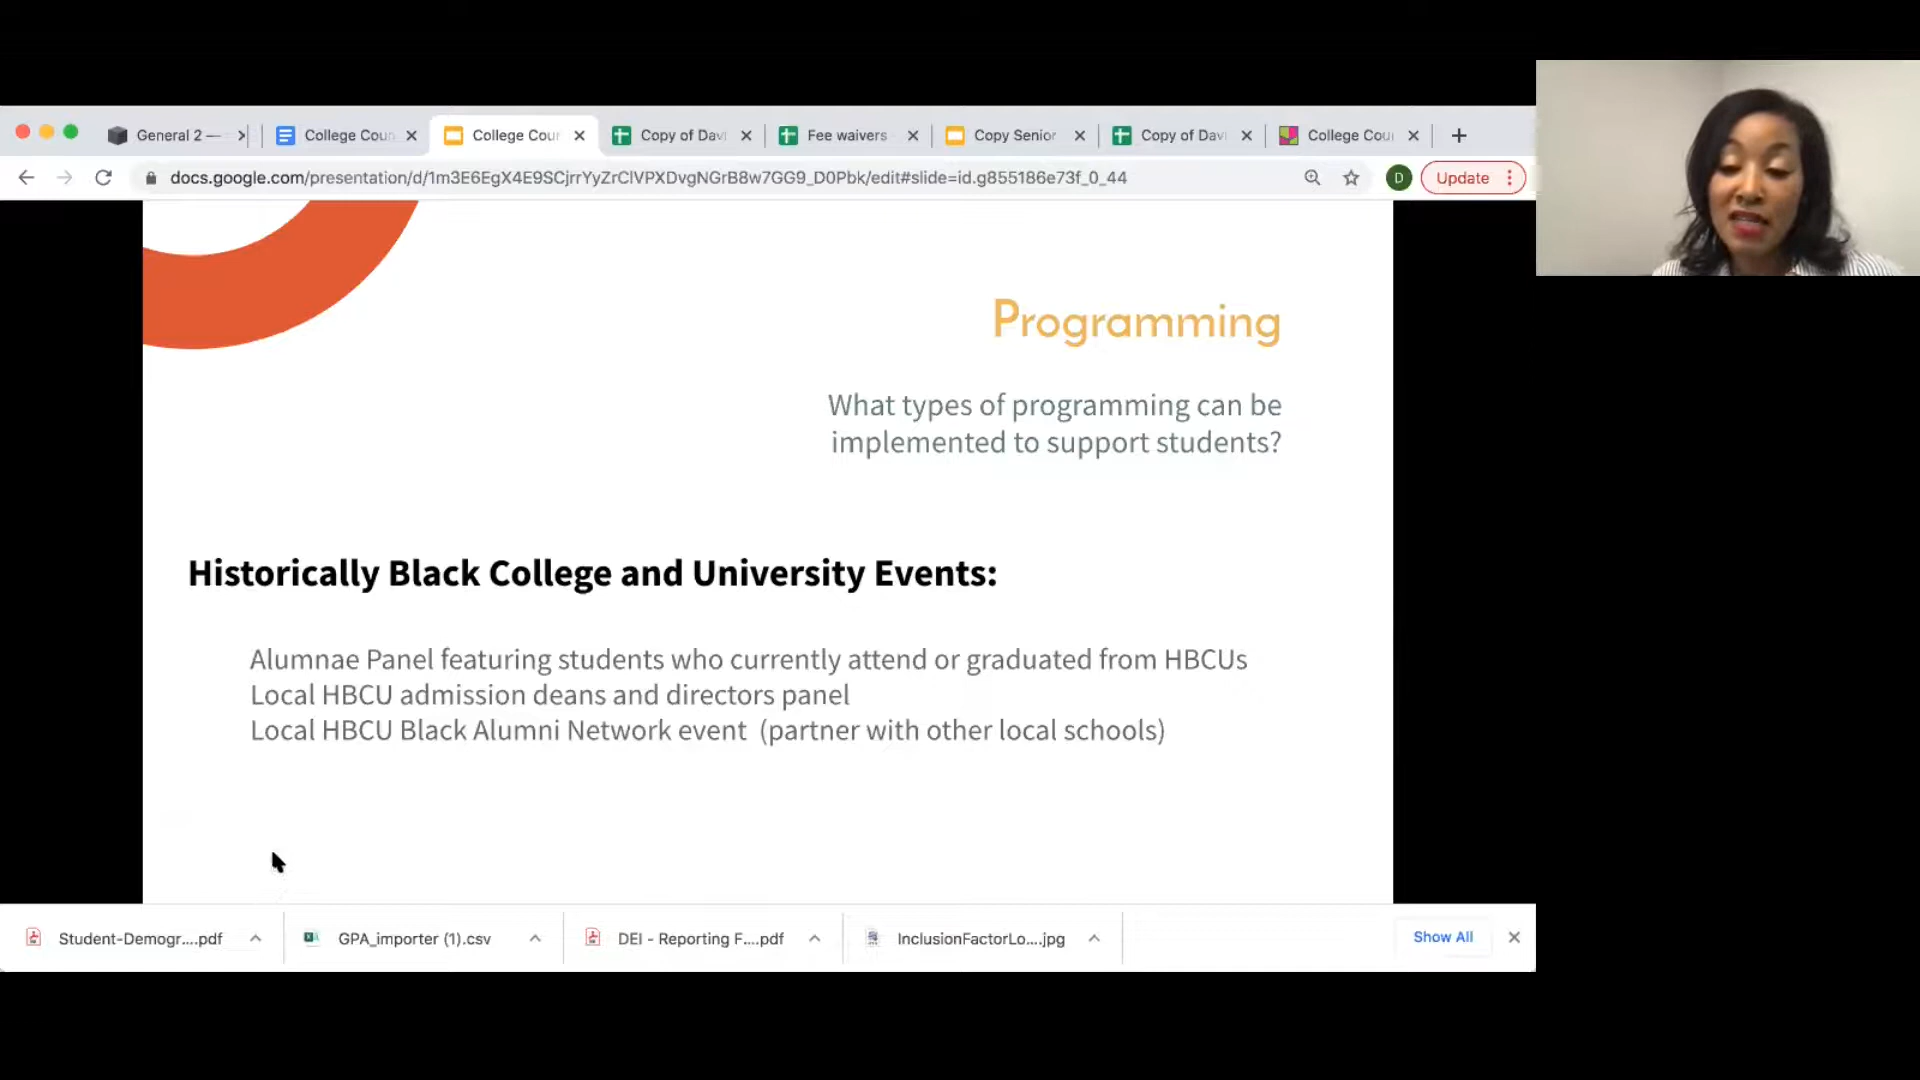 General 2 —
College Coun
College Cour
Copy of Davi
Fee waivers
Copy Senior
Copy of Davi
College Cou
docs.google.com/presentation/d/1m3E6EgX4E9SCjrrYyZrClVPXDvgNGrB8w7GG9_D0Pbk/edit#slide=id.g855186e73f_0_44
D
Update
Programming
What types of programming can be
implemented to support students?
Historically Black College and University Events:
Alumnae Panel featuring students who currently attend or graduated from HBCUs
Local HBCU admission deans and directors panel
Local HBCU Black Alumni Network event  (partner with other local schools)
Student-Demogr....pdf
GPA_importer (1).csv
DEI - Reporting F....pdf
InclusionFactorLo....jpg
Show All